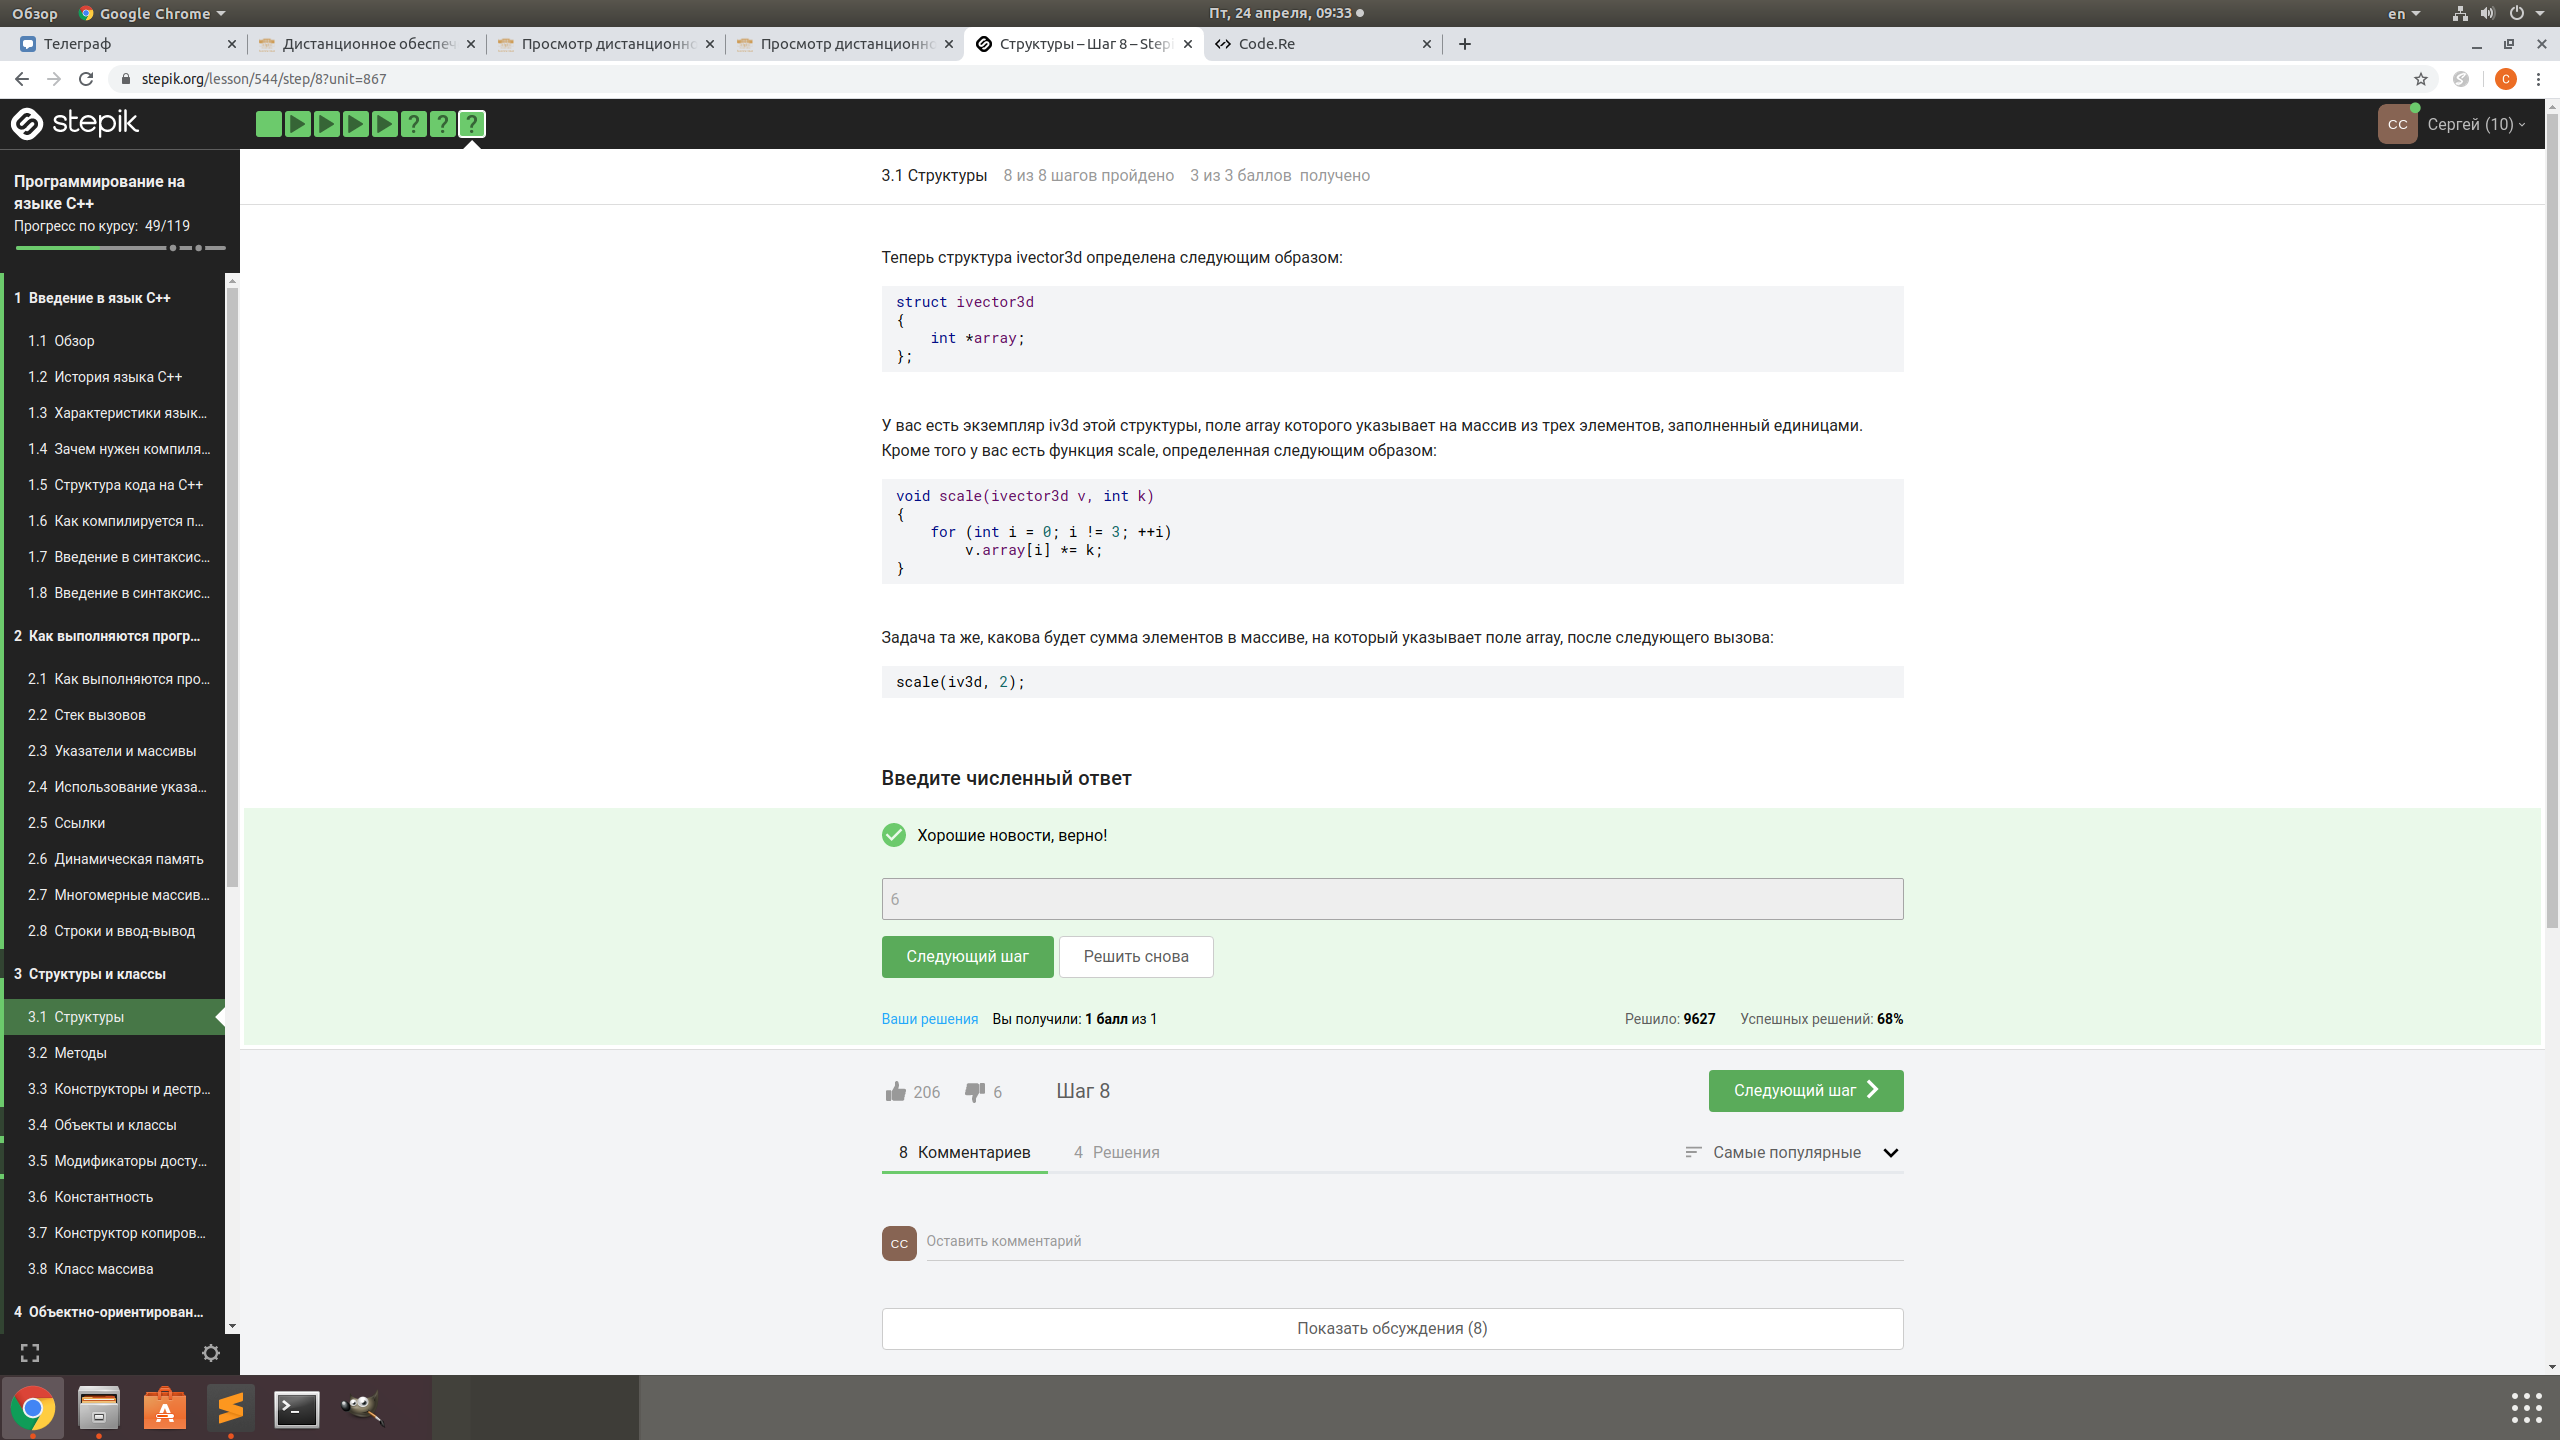 Обзор
Google Chrome
Пт, 24 апреля, 09:33
en
Телеграф
Дистанционное обеспеч
Просмотр дистанционно
Просмотр дистанционно
Структуры – Шаг 8 – Step
Code.Re
stepik.org/lesson/544/step/8?unit=867
C
stepik
? ? ?
CC
Сергей (10)
Программирование на
языке C++
Прогресс по курсу: 49/119
1 Введение в язык C++
1.1 Обзор
1.2 История языка C++
1.3 Характеристики язык...
1.4 Зачем нужен компиля...
1.5 Структура кода на C++
1.6 Как компилируется п...
1.7 Введение в синтаксис...
1.8 Введение в синтаксис...
2 Как выполняются прогр...
2.1 Как выполняются про...
2.2 Стек вызовов
2.3 Указатели и массивы
2.4 Использование указа...
2.5 Ссылки
2.6 Динамическая память
2.7 Многомерные массив...
2.8 Строки и ввод-вывод
3 Структуры и классы
3.1 Структуры
3.2 Методы
3.3 Конструкторы и дестр...
3.4 Объекты и классы
3.5 Модификаторы досту...
3.6 Константность
3.7 Конструктор копиров...
3.8 Класс массива
4 Объектно-ориентирован...
3.1 Структуры 8 из 8 шагов пройдено 3 из 3 баллов получено
Теперь структура ivector3d определена следующим образом:
struct ivector3d
{
    int *array;
};
У вас есть экземпляр iv3d этой структуры, поле array которого указывает на массив из трех элементов, заполненный единицами.
Кроме того у вас есть функция scale, определенная следующим образом:
void scale(ivector3d v, int k)
{
    for (int i = 0; i != 3; ++i)
        v.array[i] *= k;
}
Задача та же, какова будет сумма элементов в массиве, на который указывает поле array, после следующего вызова:
scale(iv3d, 2);
Введите численный ответ
Хорошие новости, верно!
6
Следующий шаг
Решить снова
Ваши решения Вы получили: 1 балл из 1
Решило: 9627 Успешных решений: 68%
206 6 Шаг 8
Следующий шаг
8 Комментариев 4 Решения
Самые популярные
CC
Оставить комментарий
Показать обсуждения (8)